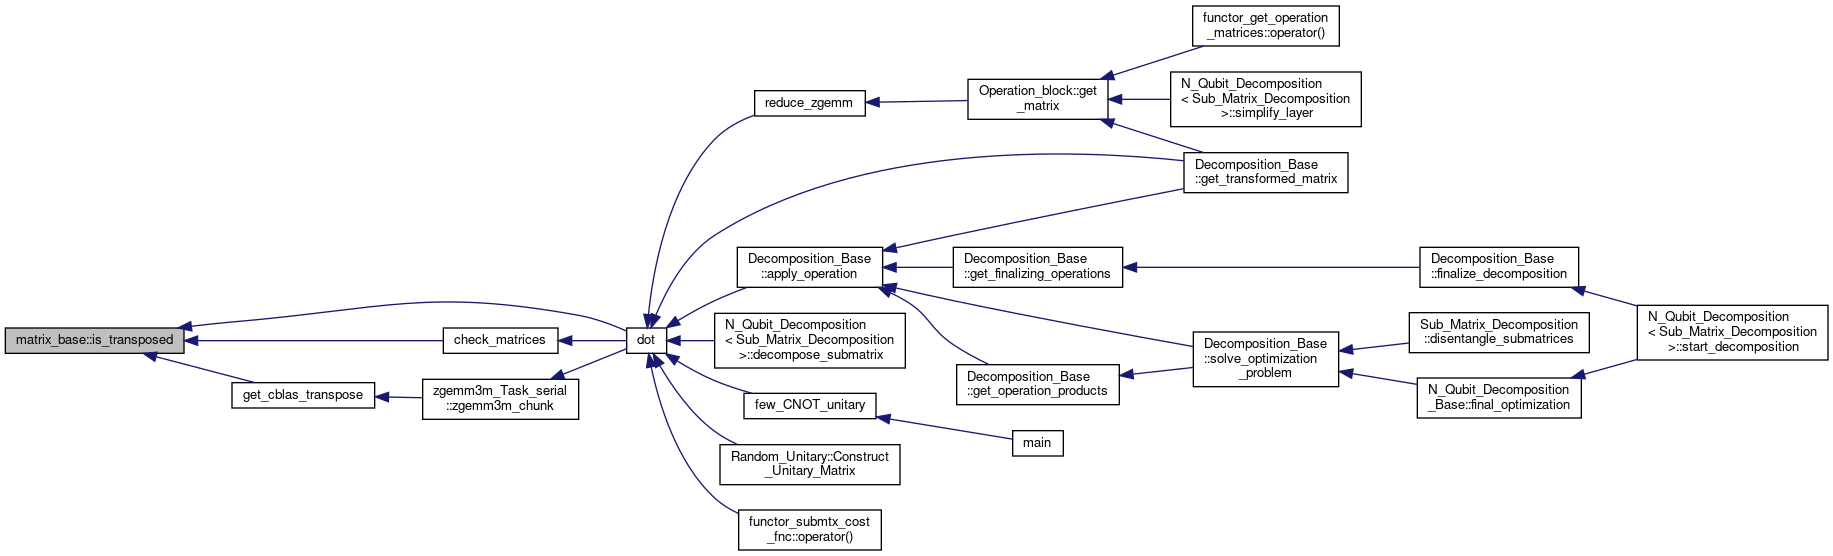 matrix_base::is_transposed
check_matrices
get_cblas_transpose
zgemm3m_Task_serial
::zgemm3m_chunk
dot
reduce_zgemm
Decomposition_Base
::apply_operation
N_Qubit_Decomposition
< Sub_Matrix_Decomposition
>::decompose_submatrix
few_CNOT_unitary
Random_Unitary::Construct
_Unitary_Matrix
functor_submtx_cost
_fnc::operator()
Operation_block::get
_matrix
Decomposition_Base
::get_finalizing_operations
Decomposition_Base
::get_operation_products
main
functor_get_operation
_matrices::operator()
N_Qubit_Decomposition
< Sub_Matrix_Decomposition
>::simplify_layer
Decomposition_Base
::get_transformed_matrix
Decomposition_Base
::solve_optimization
_problem
Decomposition_Base
::finalize_decomposition
Sub_Matrix_Decomposition
::disentangle_submatrices
N_Qubit_Decomposition
_Base::final_optimization
N_Qubit_Decomposition
< Sub_Matrix_Decomposition
>::start_decomposition